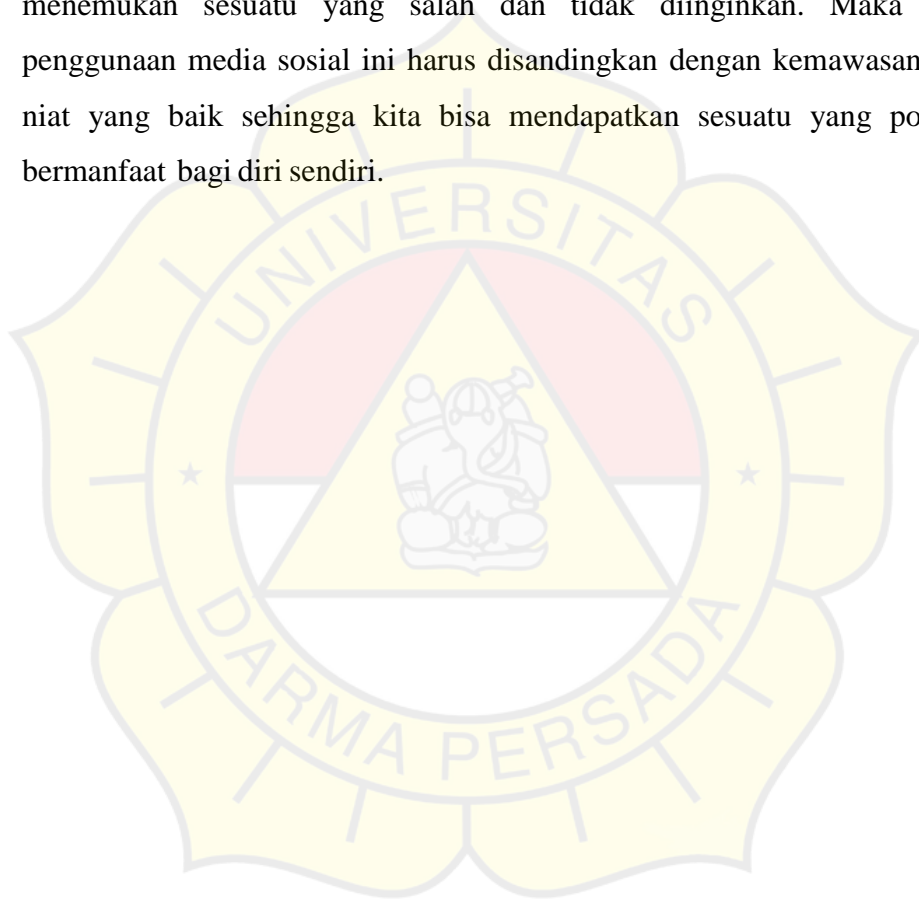 menemukan sesuatu yang salah dan tidak diinginkan. Maka
penggunaan media sosial ini harus disandingkan dengan kemawasan
niat yang baik sehingga kita bisa mendapatkan sesuatu yang po
bermanfaat bagi diri sendiri.
UNIVERSITAS
DARMA PERSADA